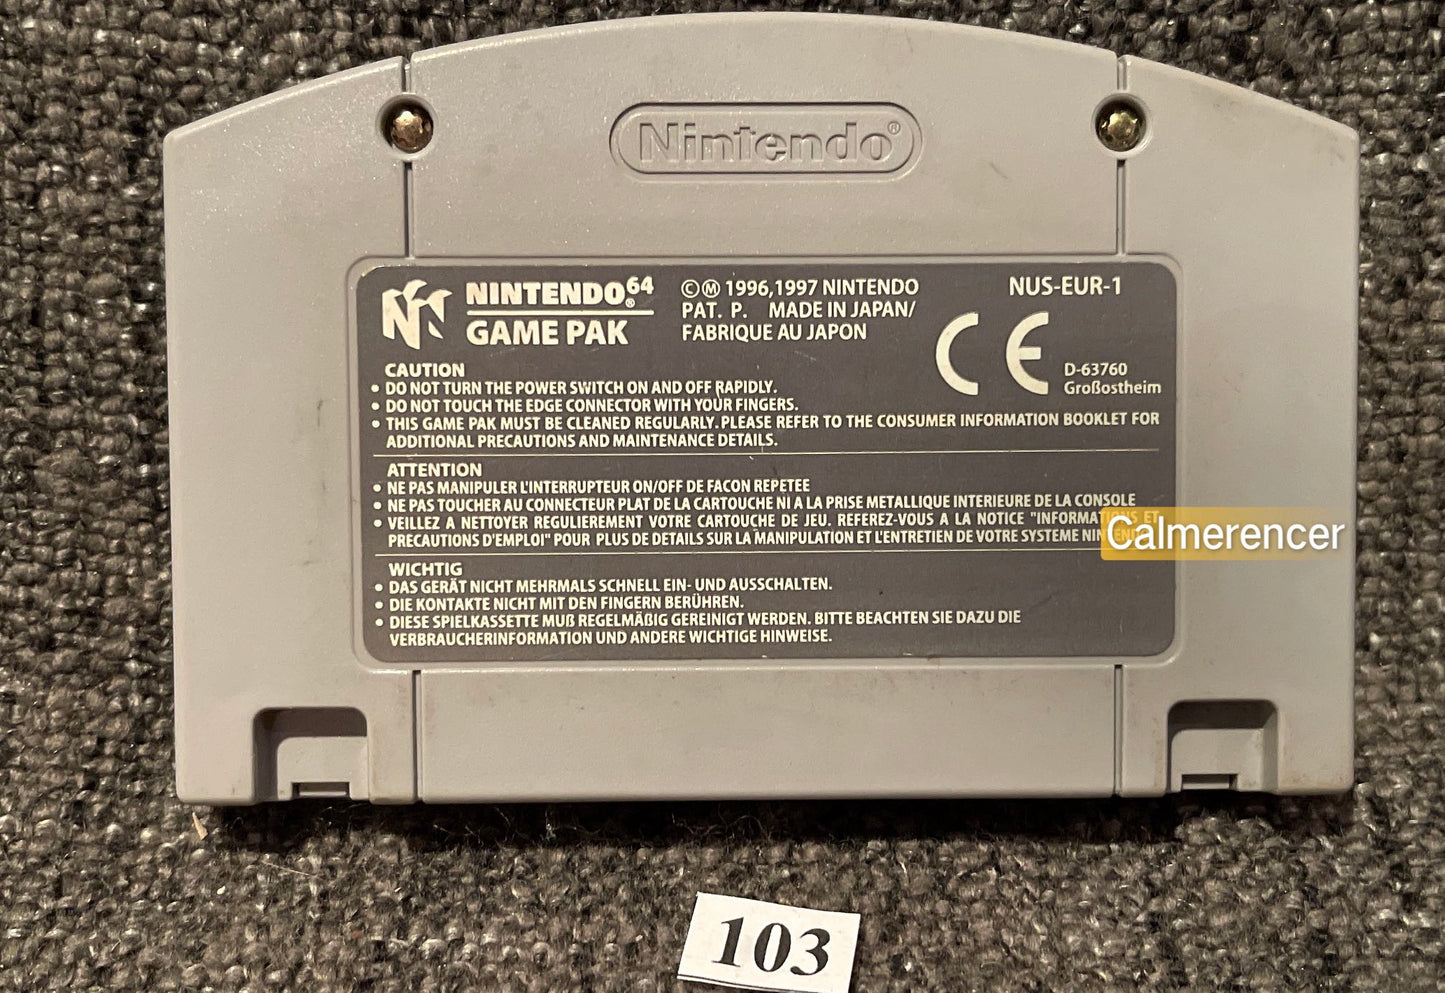 Nintendo®
NINTENDO®64
GAME PAK
©Ⓜ 1996,1997 NINTENDO
PAT. P. MADE IN JAPAN/
FABRIQUE AU JAPON
NUS-EUR-1
CE
D-63760
Großostheim
CAUTION
• DO NOT TURN THE POWER SWITCH ON AND OFF RAPIDLY.
• DO NOT TOUCH THE EDGE CONNECTOR WITH YOUR FINGERS.
• THIS GAME PAK MUST BE CLEANED REGULARLY. PLEASE REFER TO THE CONSUMER INFORMATION BOOKLET FOR
ADDITIONAL PRECAUTIONS AND MAINTENANCE DETAILS.
ATTENTION
• NE PAS MANIPULER L'INTERRUPTEUR ON/OFF DE FACON REPETEE
• NE PAS TOUCHER AU CONNECTEUR PLAT DE LA CARTOUCHE NI A LA PRISE METALLIQUE INTERIEURE DE LA CONSOLE
• VEILLEZ A NETTOYER REGULIEREMENT VOTRE CARTOUCHE DE JEU. REFEREZ-VOUS A LA NOTICE "INFORMATIONS ET
PRECAUTIONS D'EMPLOI" POUR PLUS DE DETAILS SUR LA MANIPULATION ET L'ENTRETIEN DE VOTRE SYSTEME
Calmerencer
WICHTIG
• DAS GERÄT NICHT MEHRMALS SCHNELL EIN- UND AUSSCHALTEN.
• DIE KONTAKTE NICHT MIT DEN FINGERN BERÜHREN.
• DIESE SPIELKASSETTE MUß REGELMÄßIG GEREINIGT WERDEN. BITTE BEACHTEN SIE DAZU DIE
VERBRAUCHERINFORMATION UND ANDERE WICHTIGE HINWEISE.
103